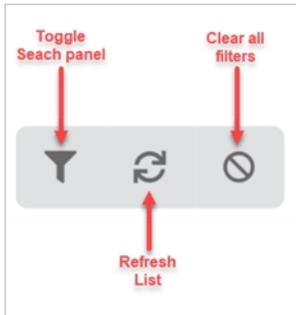 Toggle
Seach panel
Clear all
filters
Refresh
List